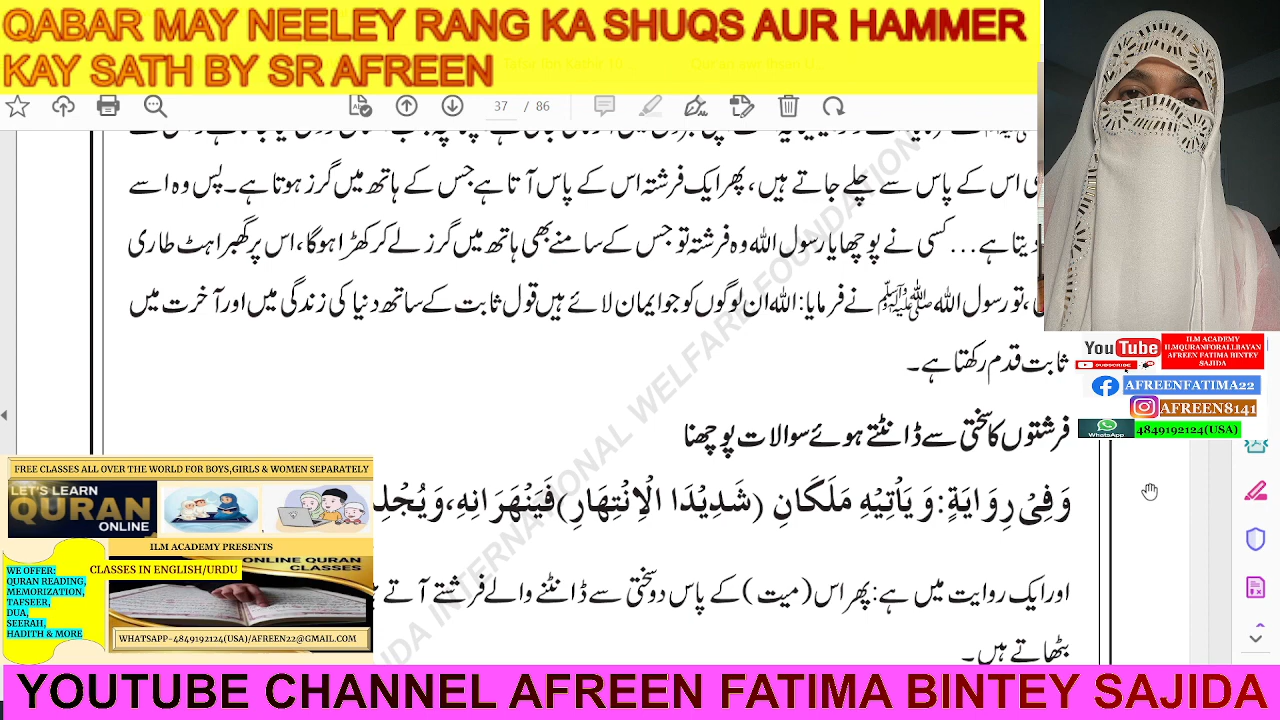 QABAR MAY NEELEY RANG KA SHUQS AUR HAMMER
KAY SATH BY SR AFREEN
37 / 86
ی اس کے پاس سے چلے جاتے ہیں، پھر ایک فرشتہ اس کے پاس آتا ہے جس کے ہاتھ میں گرز ہوتا ہے۔ پس وہ اسے
دیتا ہے... کسی نے پوچھا یا رسول اللہ وہ فرشتہ تو جس کے سامنے بھی ہاتھ میں گرز لے کر کھڑا ہوگا، اس پر گھبراہٹ طاری
، تو رسول اللہ ﷺ نے فرمایا: اللہ ان لوگوں کو جو ایمان لائے ہیں قول ثابت کے ساتھ دنیا کی زندگی میں اور آخرت میں
ثابت قدم رکھتا ہے۔
فرشتوں کا سختی سے ڈانٹتے ہوئے سوالات پوچھنا
وَفِیْ رِوَایَةٍ: وَیَاْتِیْهِ مَلَکَانِ (شَدِیْدَا الْاِنْتِهَارِ) فَیَنْهَرَانِهِ، وَیُجْلِ
اور ایک روایت میں ہے: پھر اس (میت) کے پاس دو سختی سے ڈانٹنے والے فرشتے آتے ہ
بٹھاتے ہیں۔
INTERNATIONAL WELFARE FOUNDATION
YouTube
SUBSCRIBE
ILM ACADEMY
ILMQURANFORALLBAYAN
AFREEN FATIMA BINTEY
SAJIDA
AFREENFATIMA22
AFREEN8141
WhatsApp
4849192124(USA)
FREE CLASSES ALL OVER THE WORLD FOR BOYS,GIRLS & WOMEN SEPARATELY
LET'S LEARN
QURAN
ONLINE
ILM ACADEMY PRESENTS
WE OFFER:
QURAN READING,
MEMORIZATION,
TAFSEER,
DUA,
SEERAH,
HADITH & MORE
CLASSES IN ENGLISH/URDU
ONLINE QURAN
CLASSES
WHATSAPP-4849192124(USA)/AFREEN22@GMAIL.COM
YOUTUBE CHANNEL AFREEN FATIMA BINTEY SAJIDA